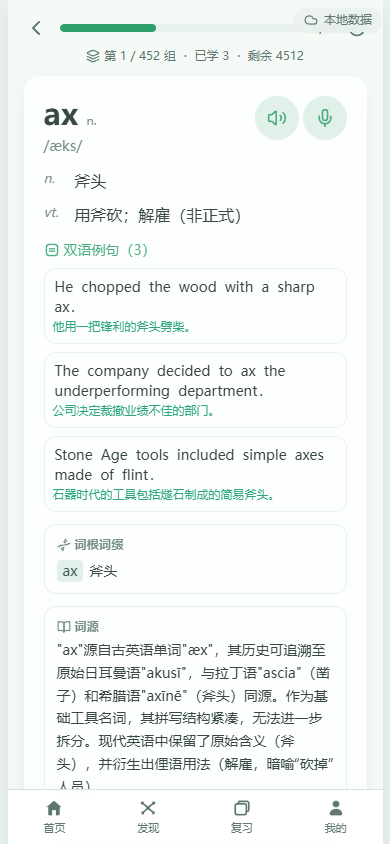 本地数据
第 1 / 452 组 · 已学 3 · 剩余 4512
ax n.
/æks/
n. 斧头
vt. 用斧砍；解雇（非正式）
双语例句（3）
He chopped the wood with a sharp
ax.
他用一把锋利的斧头劈柴。
The company decided to ax the
underperforming department.
公司决定裁撤业绩不佳的部门。
Stone Age tools included simple axes
made of flint.
石器时代的工具包括燧石制成的简易斧头。
词根词缀
ax 斧头
词源
"ax"源自古英语单词"æx"，其历史可追溯至
原始日耳曼语"akusī"，与拉丁语"ascia"（凿
子）和希腊语"axīnē"（斧头）同源。作为基
础工具名词，其拼写结构紧凑，无法进一步
拆分。现代英语中保留了原始含义（斧
头），并衍生出俚语用法（解雇，暗喻"砍掉"
人员）
首页 发现 复习 我的